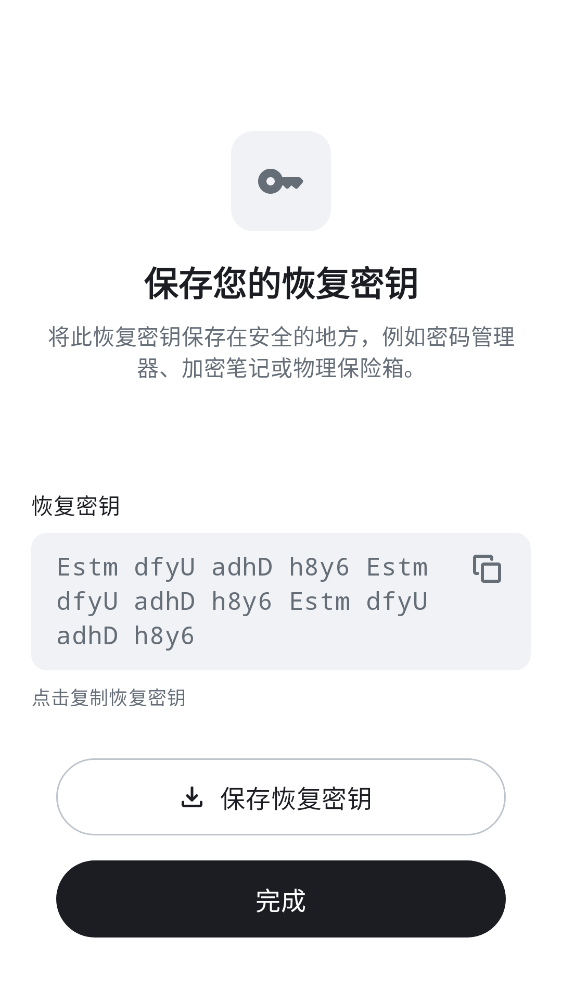 保存您的恢复密钥
将此恢复密钥保存在安全的地方，例如密码管理
器、加密笔记或物理保险箱。
恢复密钥
Estm dfyU adhD h8y6 Estm
dfyU adhD h8y6 Estm dfyU
adhD h8y6
点击复制恢复密钥
保存恢复密钥
完成